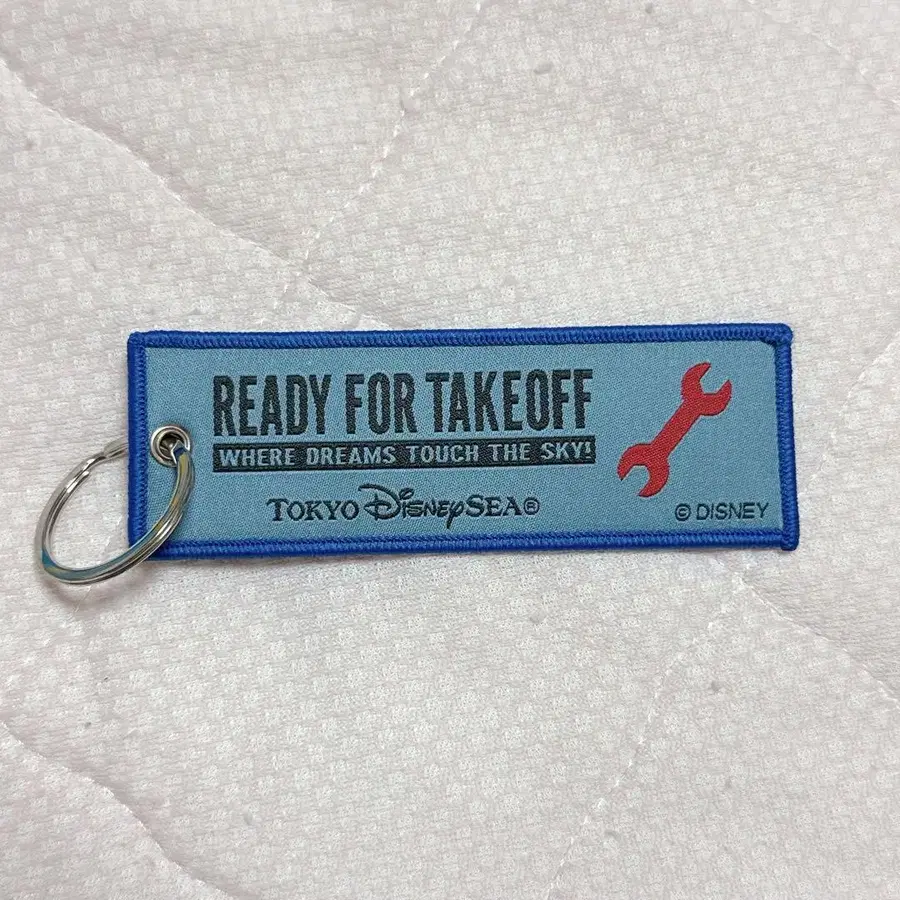 READY FOR TAKEOFF
WHERE DREAMS TOUCH THE SKY!
TOKYO DisneySEA®
© DISNEY